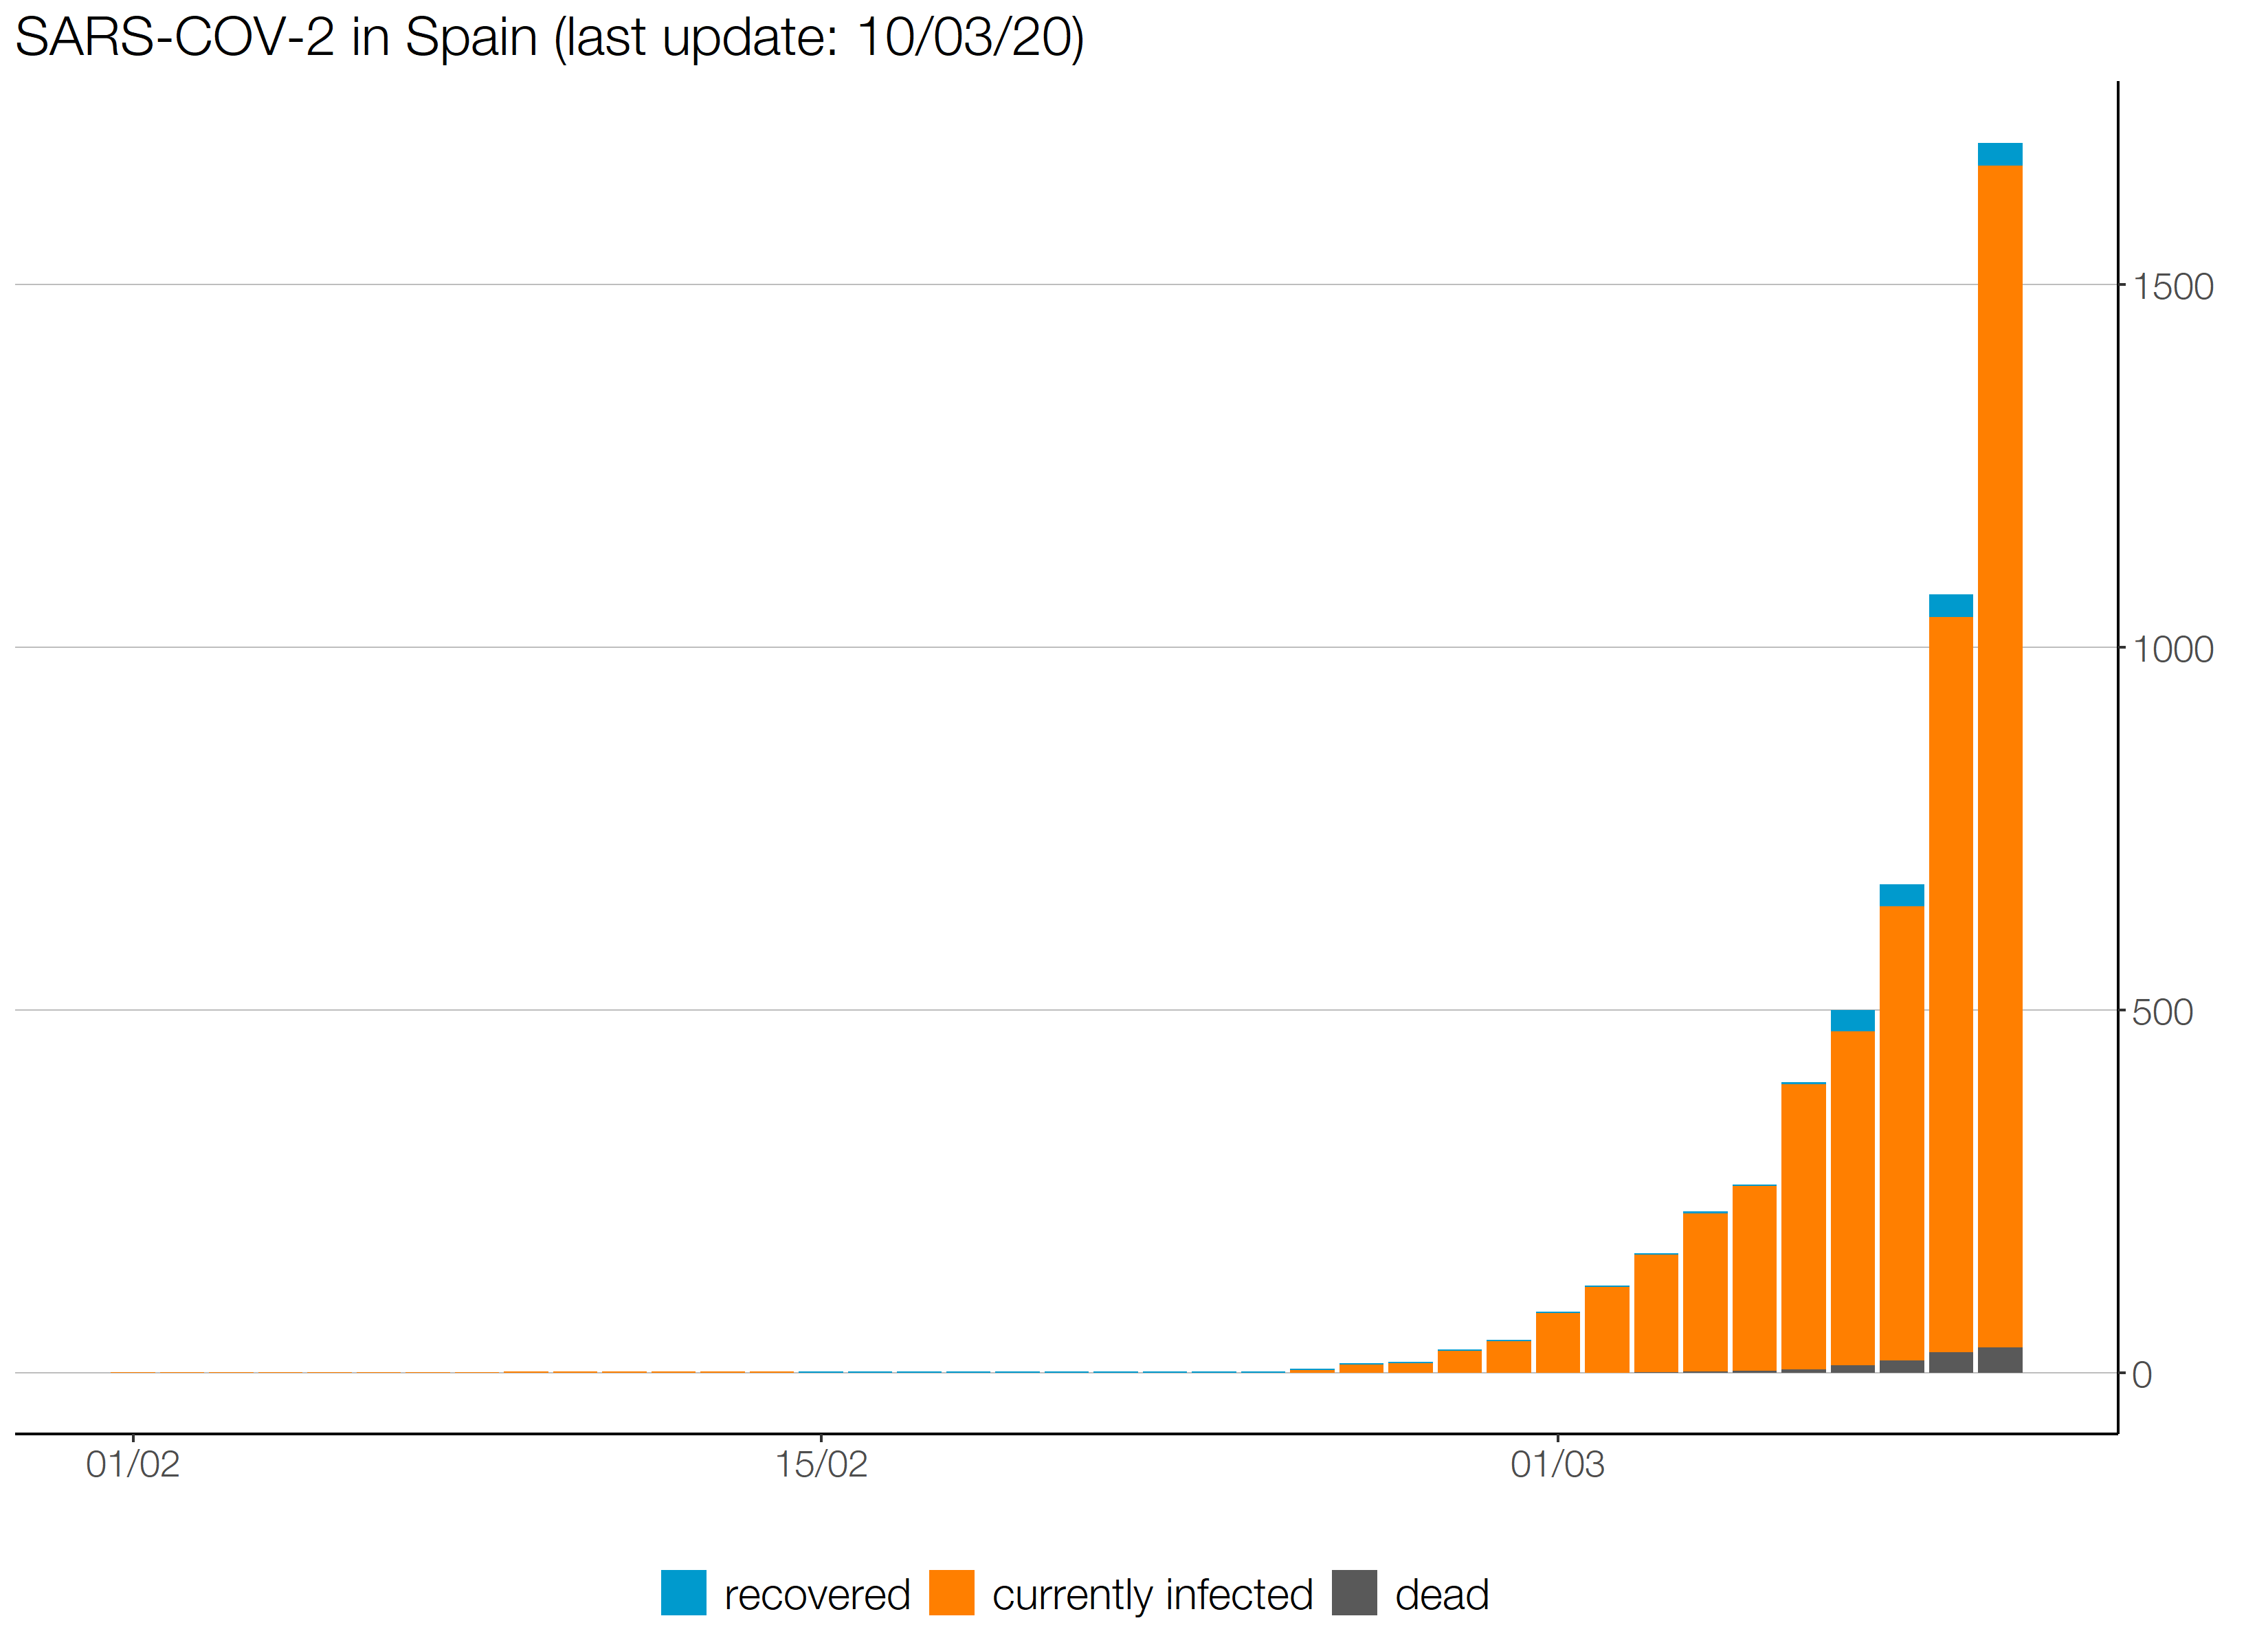 SARS-COV-2 in Spain (last update: 10/03/20)
1500
1000
500
0
01/02 15/02 01/03
recovered currently infected dead